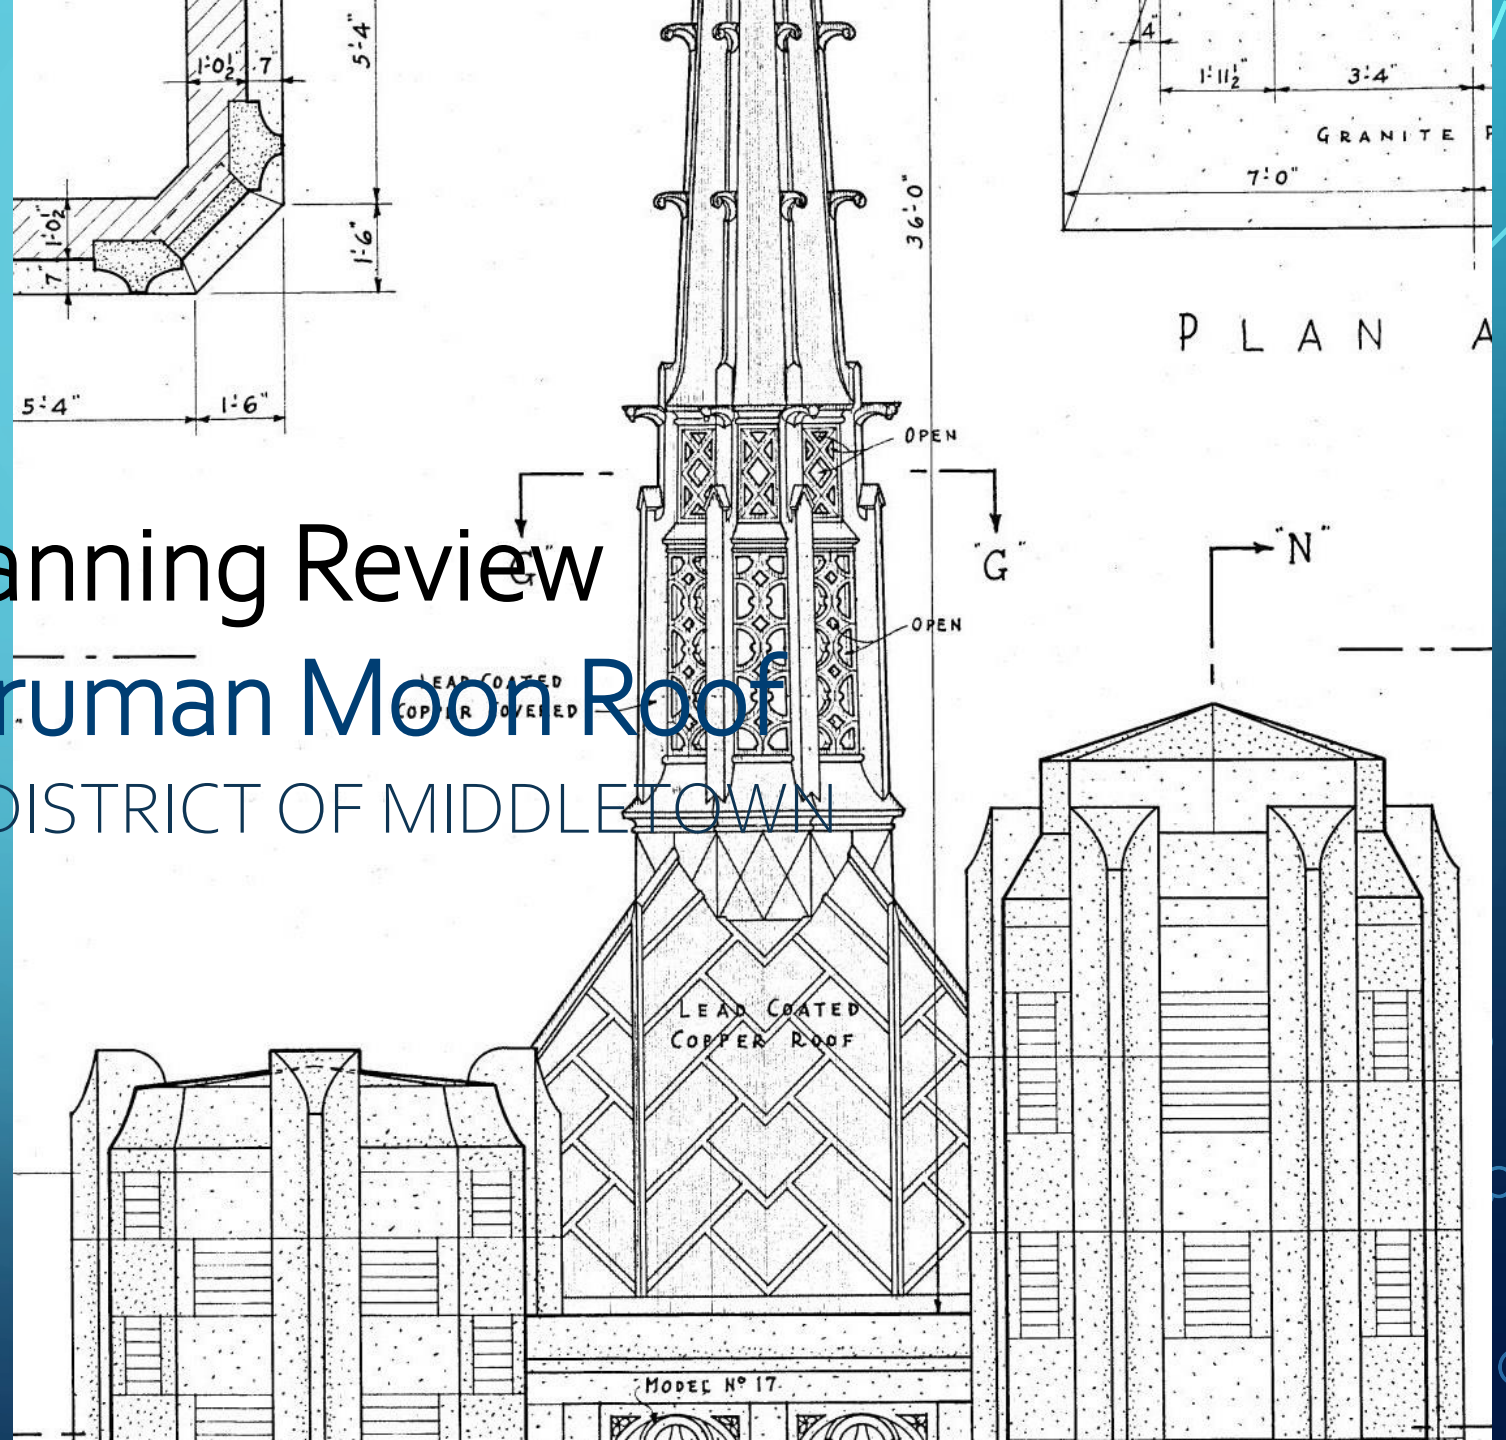 5'-4"
4"
1'-0½" 7"
1'-11½" 3'-4"
GRANITE
7'-0"
36'-0"
1'-0½"
1'-6"
7"
PLAN A
5'-4" 1'-6"
OPEN
"G" "G"
"N"
anning Review
OPEN
ruman Moon Roof
LEAD COATED
COPPER COVERED
DISTRICT OF MIDDLETOWN
LEAD COATED
COPPER ROOF
MODEL Nº 17